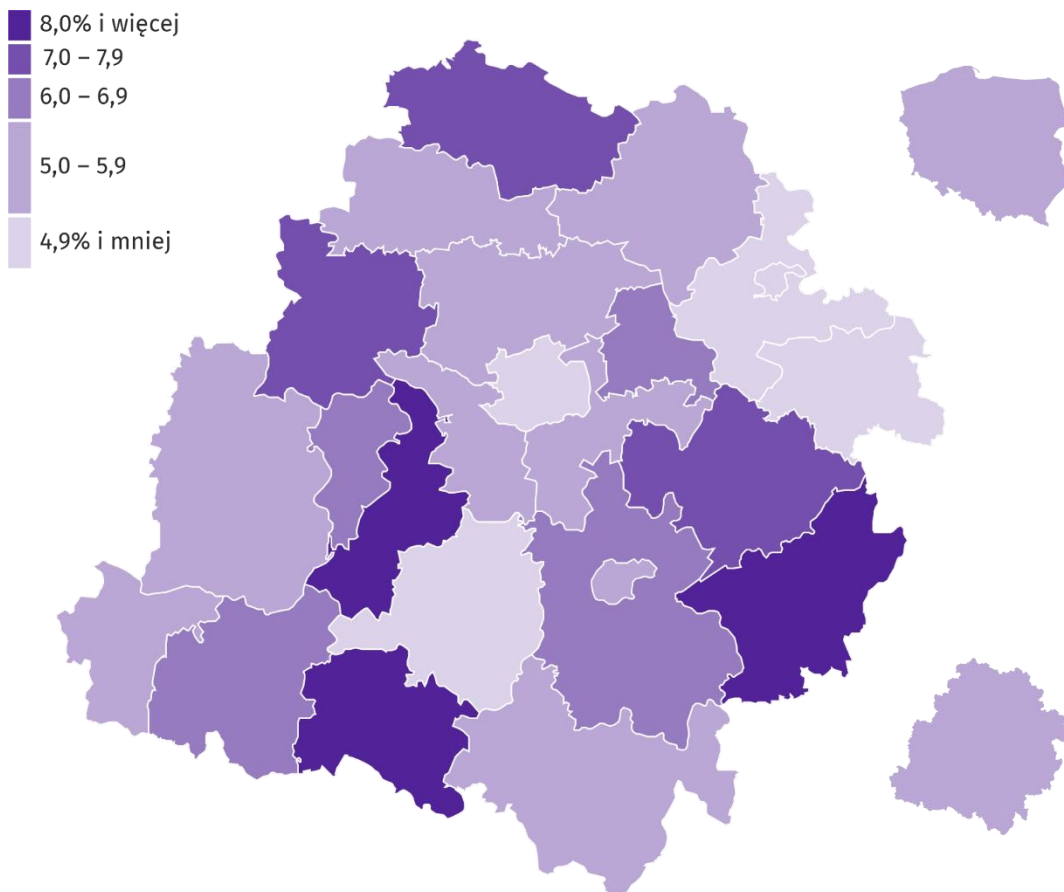 8,0% i więcej
7,0 – 7,9
6,0 – 6,9
5,0 – 5,9
4,9% i mniej